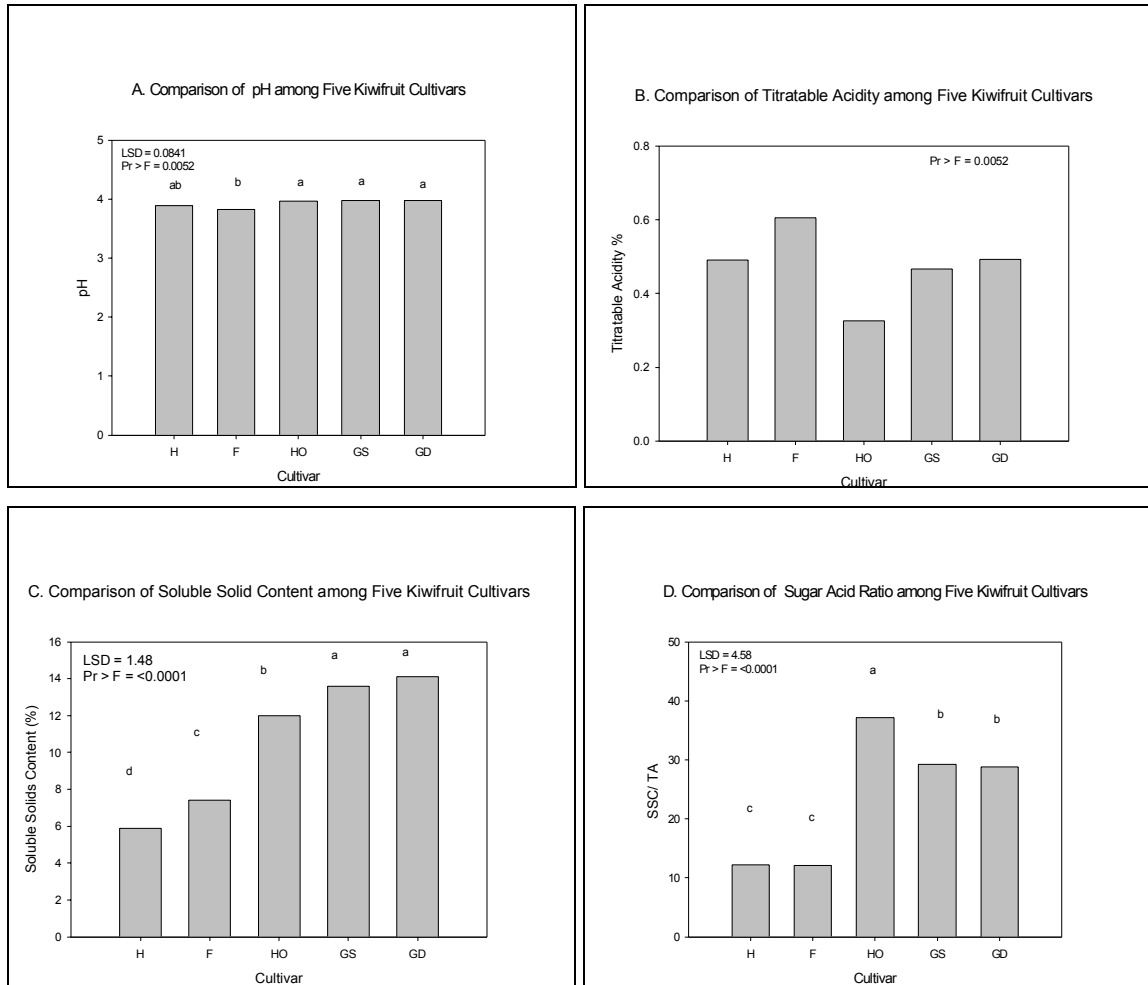 A. Comparison of pH among Five Kiwifruit Cultivars
LSD = 0.0841
Pr > F = 0.0052
ab b a a a
5
4
3
2
1
0
pH
H F HO GS GD
Cultivar
B. Comparison of Titratable Acidity among Five Kiwifruit Cultivars
Pr > F = 0.0052
0.8
0.6
0.4
0.2
0.0
Titratable Acidity %
H F HO GS GD
Cultivar
C. Comparison of Soluble Solid Content among Five Kiwifruit Cultivars
LSD = 1.48
Pr > F = <0.0001
d c b a a
16
14
12
10
8
6
4
2
0
Soluble Solids Content (%)
H F HO GS GD
Cultivar
D. Comparison of Sugar Acid Ratio among Five Kiwifruit Cultivars
LSD = 4.58
Pr > F = <0.0001
c c a b b
50
40
30
20
10
0
SSC/ TA
H F HO GS GD
Cultivar